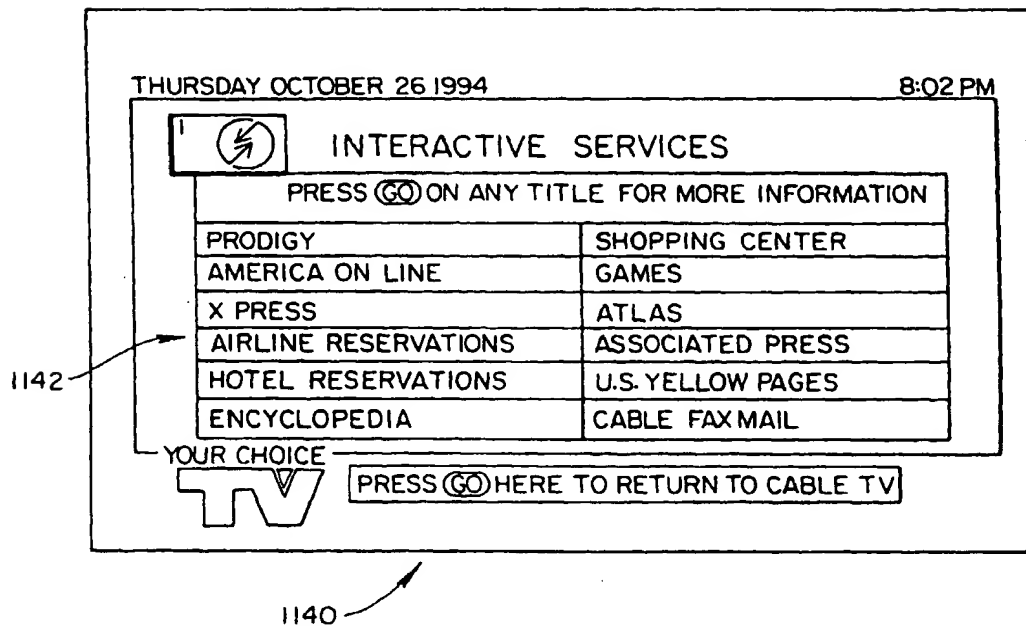 THURSDAY OCTOBER 26 1994 8:02 PM
1
INTERACTIVE SERVICES
PRESS GO ON ANY TITLE FOR MORE INFORMATION
PRODIGY SHOPPING CENTER
AMERICA ON LINE GAMES
X PRESS ATLAS
AIRLINE RESERVATIONS ASSOCIATED PRESS
1142
HOTEL RESERVATIONS U.S. YELLOW PAGES
ENCYCLOPEDIA CABLE FAX MAIL
YOUR CHOICE
TV
PRESS GO HERE TO RETURN TO CABLE TV
1140